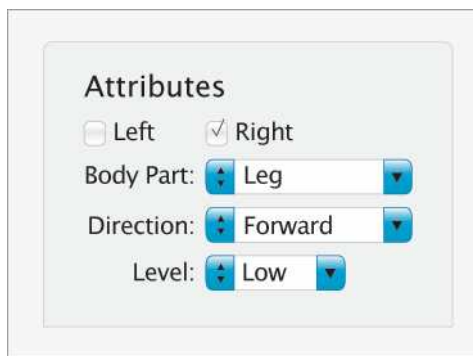 Attributes
Left Right
Body Part: Leg
Direction: Forward
Level: Low